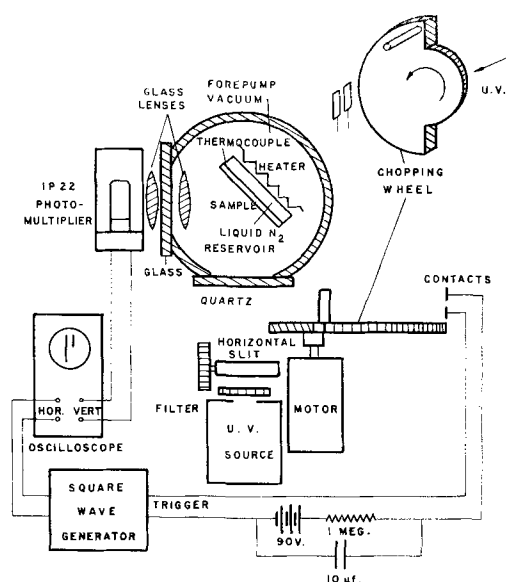 GLASS
LENSES
FOREPUMP
VACUUM
THERMOCOUPLE
HEATER
SAMPLE
LIQUID N2
RESERVOIR
1P22
PHOTO-
MULTIPLIER
GLASS
QUARTZ
U.V.
CHOPPING
WHEEL
CONTACTS
HORIZONTAL
SLIT
FILTER
MOTOR
U. V.
SOURCE
HOR. VERT.
OSCILLOSCOPE
SQUARE
WAVE
GENERATOR
TRIGGER
90V.
1 MEG.
10 µf.